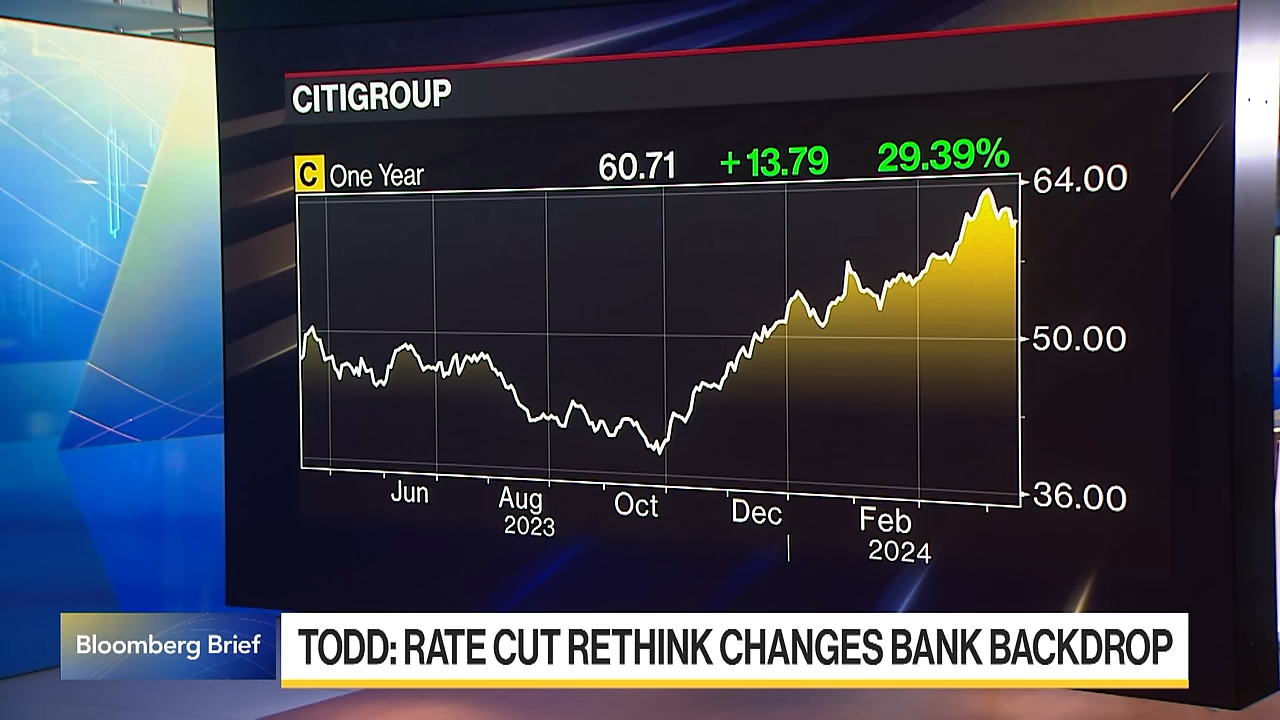 CITIGROUP
C One Year 60.71 +13.79 29.39%
64.00
50.00
36.00
Jun Aug Oct Dec Feb
2023 2024
Bloomberg Brief
TODD: RATE CUT RETHINK CHANGES BANK BACKDROP